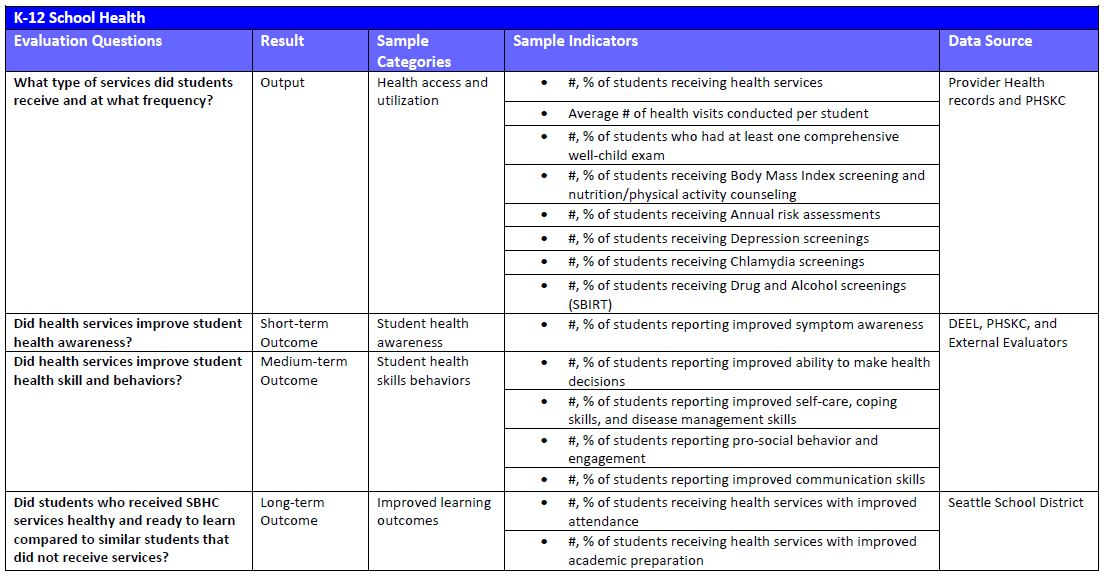 K-12 School Health
Evaluation Questions
Result
Sample
Categories
Sample Indicators
Data Source
What type of services did students
receive and at what frequency?
Output
Health access and
utilization
• #, % of students receiving health services
• Average # of health visits conducted per student
• #, % of students who had at least one comprehensive
well-child exam
• #, % of students receiving Body Mass Index screening and
nutrition/physical activity counseling
• #, % of students receiving Annual risk assessments
• #, % of students receiving Depression screenings
• #, % of students receiving Chlamydia screenings
• #, % of students receiving Drug and Alcohol screenings
(SBIRT)
Provider Health
records and PHSKC
Did health services improve student
health awareness?
Short-term
Outcome
Student health
awareness
• #, % of students reporting improved symptom awareness
DEEL, PHSKC, and
External Evaluators
Did health services improve student
health skill and behaviors?
Medium-term
Outcome
Student health
skills behaviors
• #, % of students reporting improved ability to make health
decisions
• #, % of students reporting improved self-care, coping
skills, and disease management skills
• #, % of students reporting pro-social behavior and
engagement
• #, % of students reporting improved communication skills
Did students who received SBHC
services healthy and ready to learn
compared to similar students that
did not receive services?
Long-term
Outcome
Improved learning
outcomes
• #, % of students receiving health services with improved
attendance
• #, % of students receiving health services with improved
academic preparation
Seattle School District